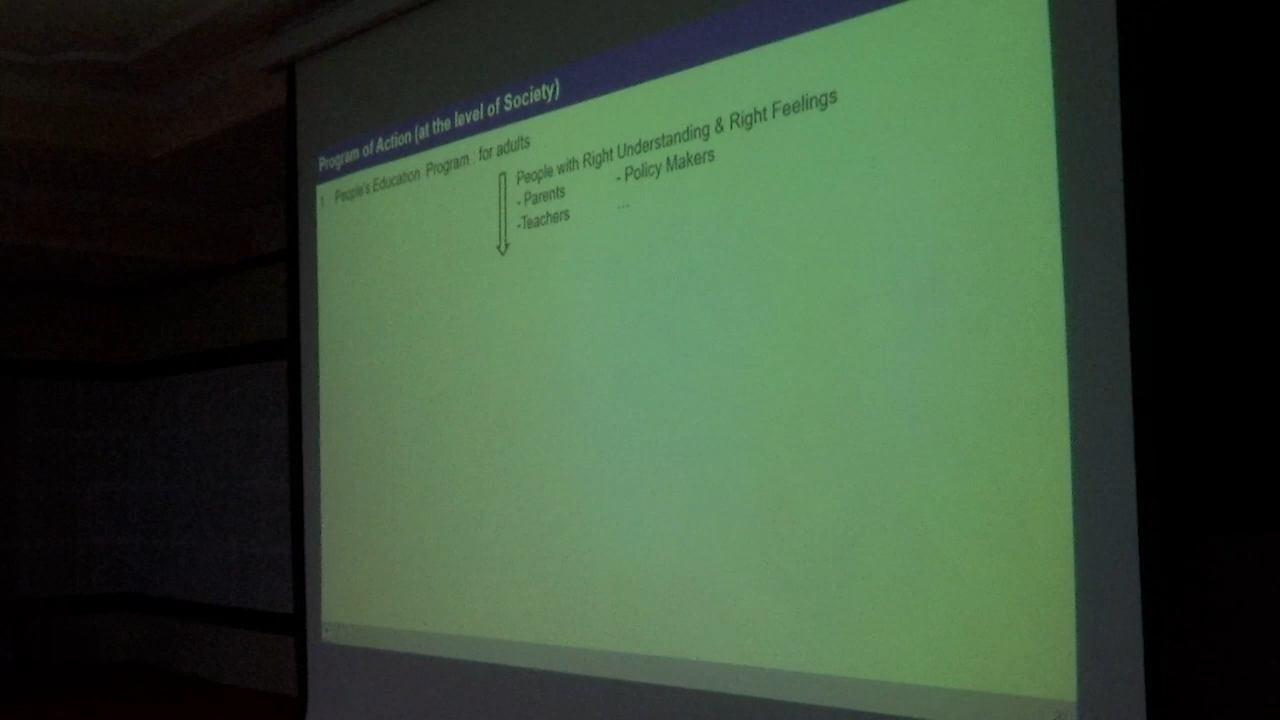 Program of Action (at the level of Society)
1. People's Education Program for adults
People with Right Understanding & Right Feelings
- Parents - Policy Makers
-Teachers ...